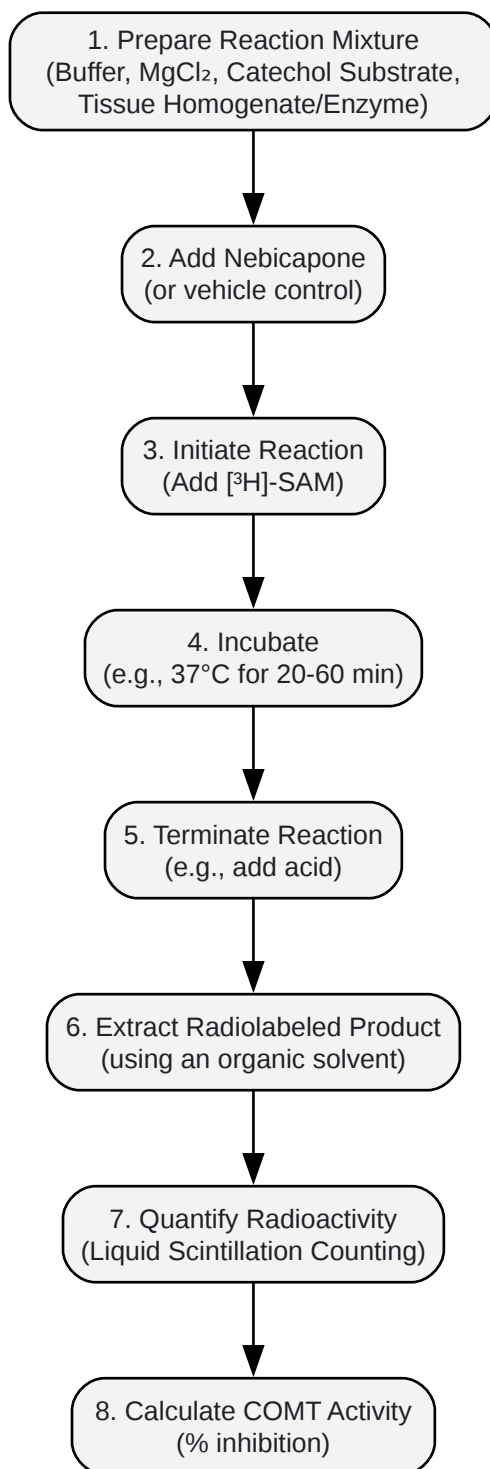 1. Prepare Reaction Mixture
(Buffer, MgCl₂, Catechol Substrate,
Tissue Homogenate/Enzyme)
2. Add Nebicapone
(or vehicle control)
3. Initiate Reaction
(Add [³H]-SAM)
4. Incubate
(e.g., 37°C for 20-60 min)
5. Terminate Reaction
(e.g., add acid)
6. Extract Radiolabeled Product
(using an organic solvent)
7. Quantify Radioactivity
(Liquid Scintillation Counting)
8. Calculate COMT Activity
(% inhibition)